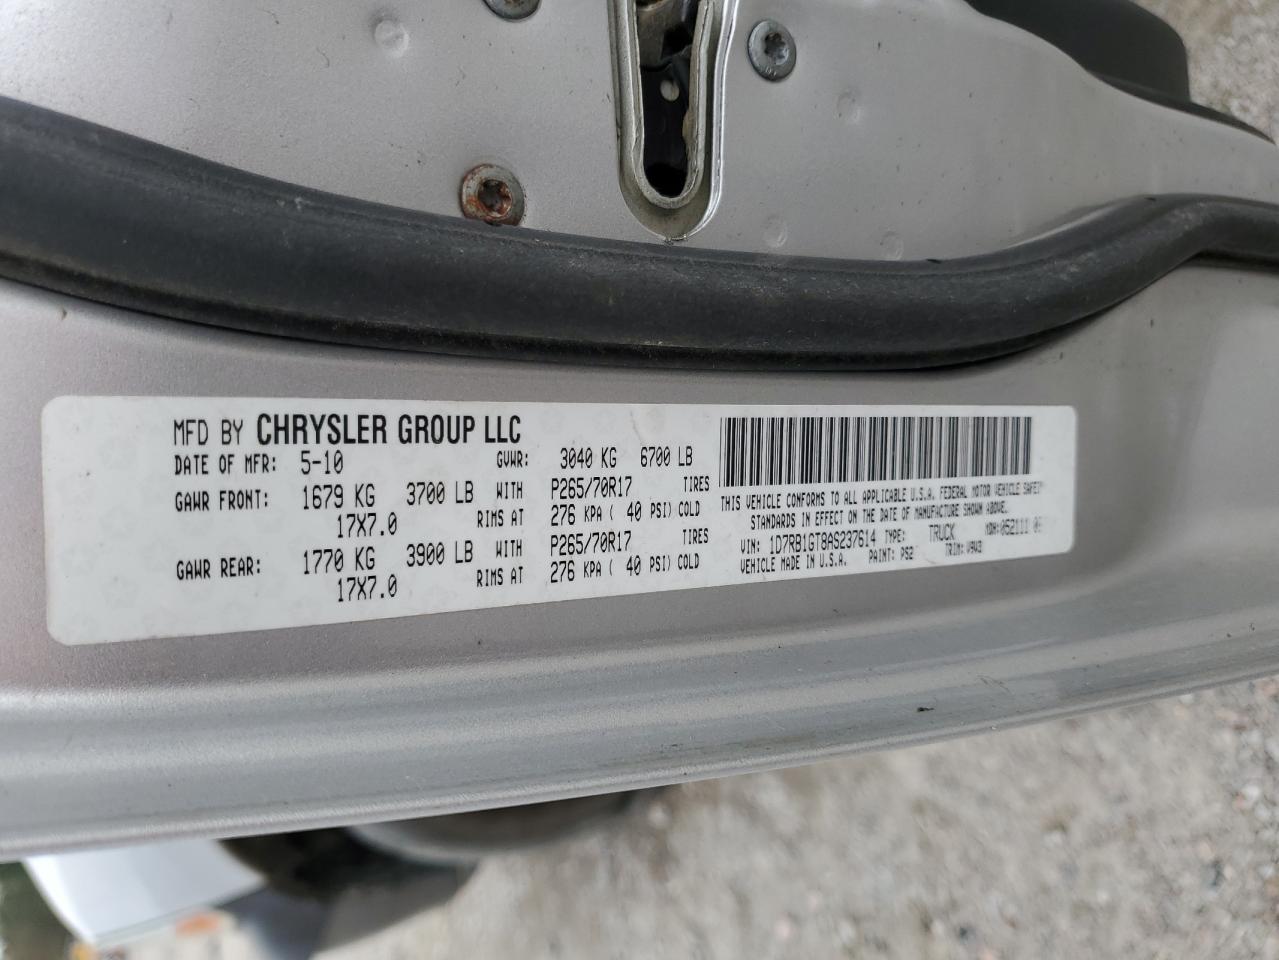 MFD BY CHRYSLER GROUP LLC
DATE OF MFR: 5-10 GVWR: 3040 KG 6700 LB
GAWR FRONT: 1679 KG 3700 LB WITH P265/70R17 TIRES
17X7.0 RIMS AT 276 KPA ( 40 PSI) COLD
GAWR REAR: 1770 KG 3900 LB WITH P265/70R17 TIRES
17X7.0 RIMS AT 276 KPA ( 40 PSI) COLD
THIS VEHICLE CONFORMS TO ALL APPLICABLE U.S.A. FEDERAL MOTOR VEHICLE SAFETY
STANDARDS IN EFFECT ON THE DATE OF MANUFACTURE SHOWN ABOVE.
VIN: 1D7RB1GT8AS237614 TYPE: TRUCK MDH: 052111
VEHICLE MADE IN U.S.A. PAINT: PS2 TRIM: V9V3